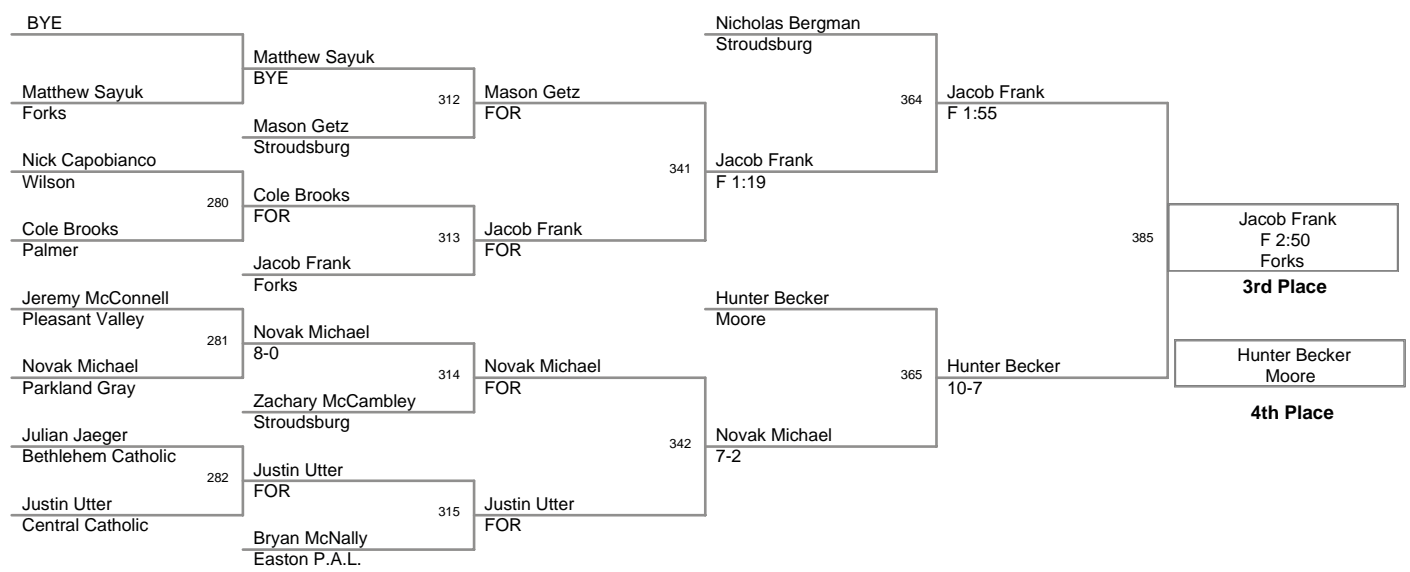 BYE
Matthew Sayuk
Forks
Nick Capobianco
Wilson
280
Cole Brooks
Palmer
Jeremy McConnell
Pleasant Valley
281
Novak Michael
Parkland Gray
Julian Jaeger
Bethlehem Catholic
282
Justin Utter
Central Catholic
Matthew Sayuk
BYE
312
Mason Getz
Stroudsburg
Cole Brooks
FOR
313
Jacob Frank
Forks
Novak Michael
8-0
314
Zachary McCambley
Stroudsburg
Justin Utter
FOR
315
Bryan McNally
Easton P.A.L.
Mason Getz
FOR
341
Jacob Frank
FOR
Novak Michael
FOR
342
Justin Utter
FOR
Nicholas Bergman
Stroudsburg
364
Jacob Frank
F 1:19
Hunter Becker
Moore
365
Novak Michael
7-2
Jacob Frank
F 1:55
385
Hunter Becker
10-7
Jacob Frank
F 2:50
Forks
3rd Place
Hunter Becker
Moore
4th Place